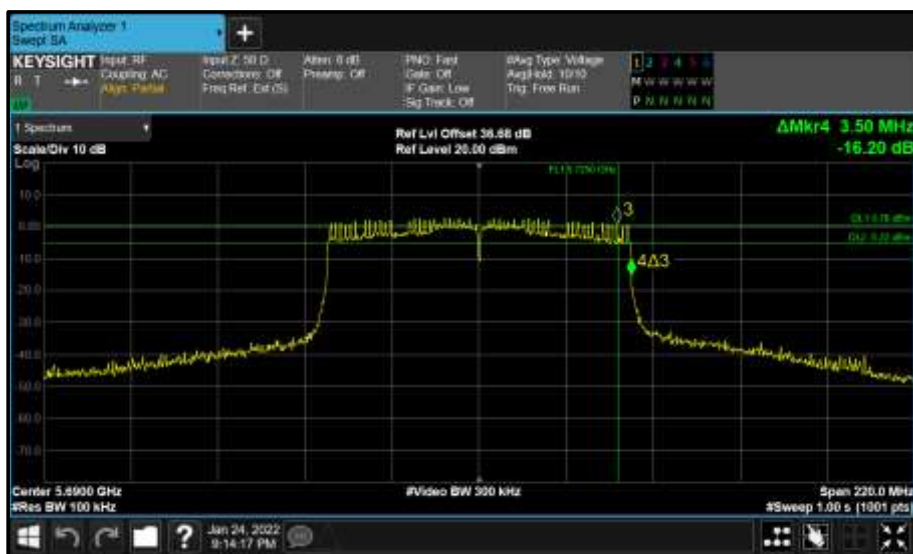 Spectrum Analyzer 1
Swept SA
+
KEYSIGHT
R T
Input: RF
Coupling: AC
Align: Partial
Input Z: 50 Ω
Corrections: Off
Freq Ref: Ext (S)
Atten: 0 dB
Preamp: Off
PNO: Fast
Gate: Off
IF Gain: Low
Sig Track: Off
#Avg Type: Voltage
Avg|Hold: 10/10
Trig: Free Run
1 2 3 4 5 6
M W W W W W
P N N N N N
1 Spectrum
Scale/Div 10 dB
Ref Lvl Offset 36.68 dB
Ref Level 20.00 dBm
ΔMkr4 3.50 MHz
-16.20 dB
Log
10.0
0.00
-10.0
-20.0
-30.0
-40.0
-50.0
-60.0
-70.0
3
4Δ3
Center 5.6900 GHz
#Res BW 100 kHz
#Video BW 300 kHz
Span 220.0 MHz
#Sweep 1.00 s (1001 pts)
?
Jan 24, 2022
9:14:17 PM